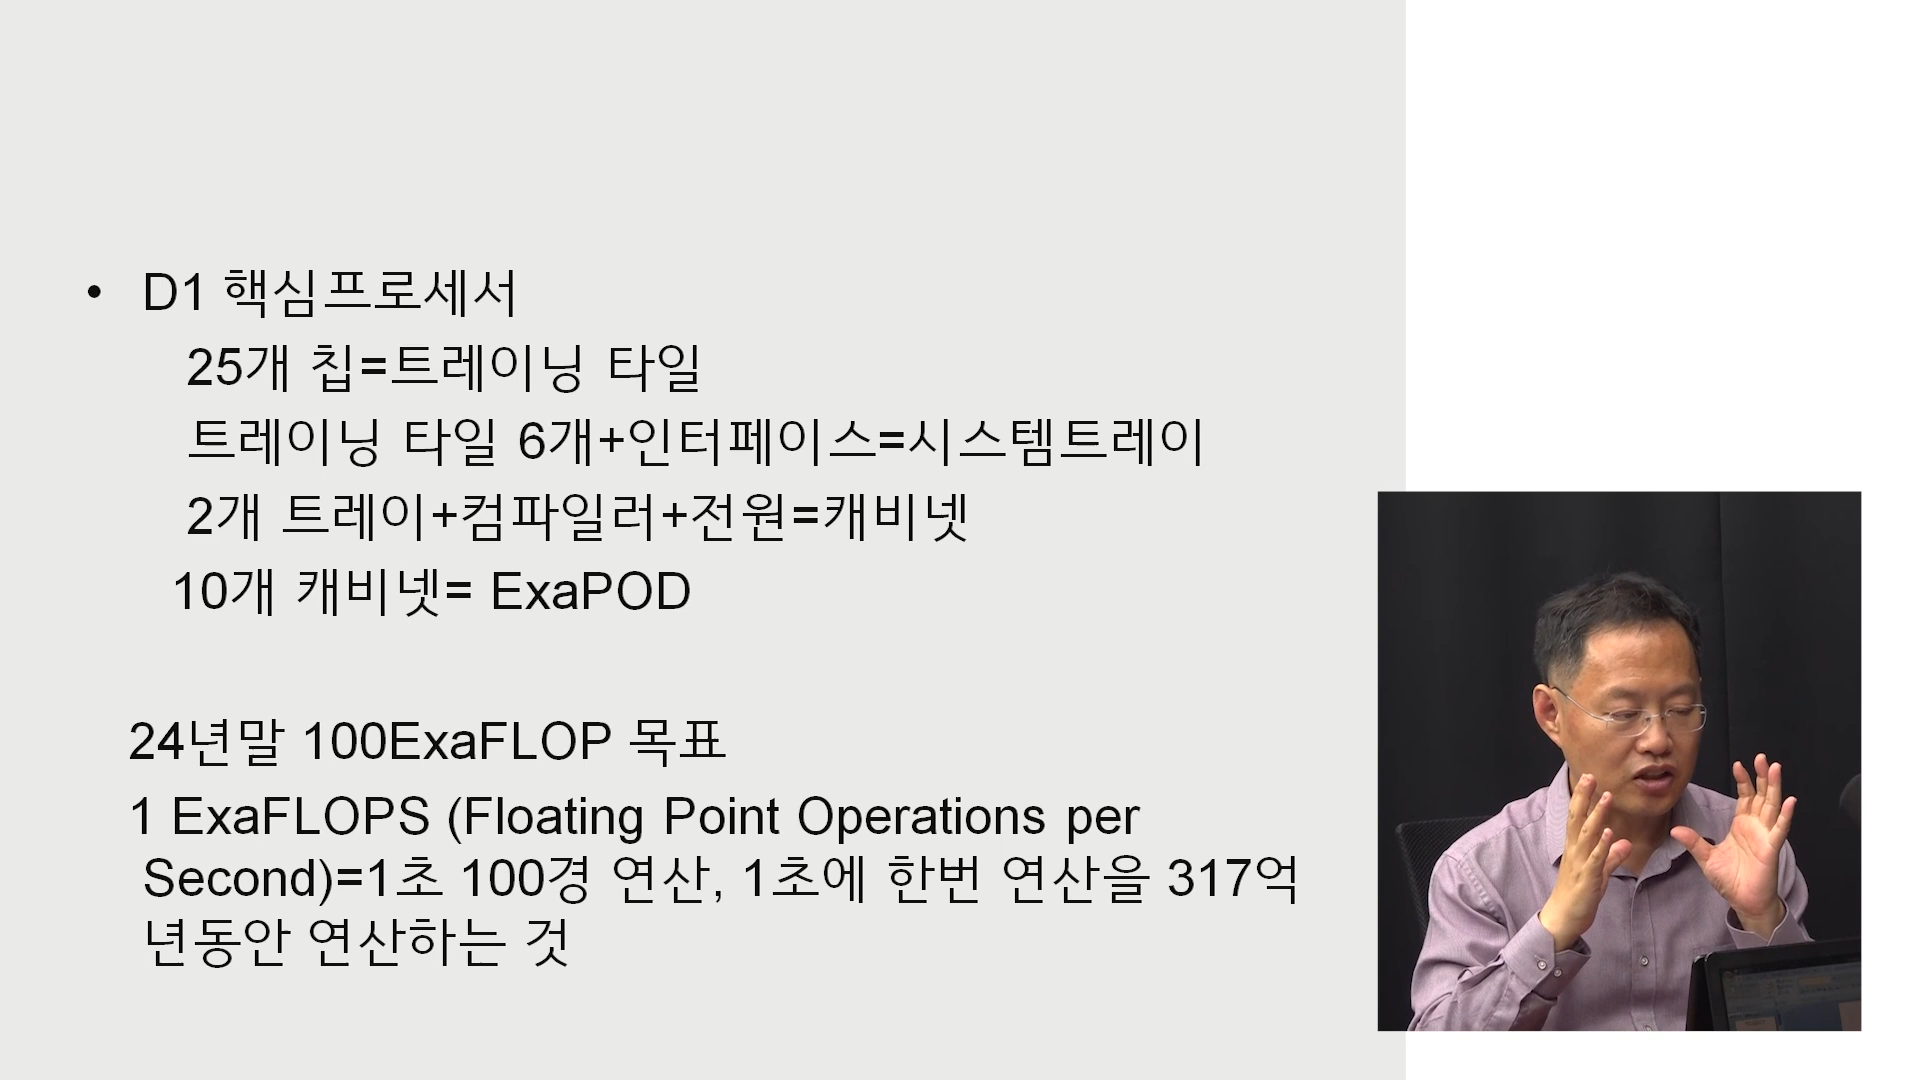 • D1 핵심프로세서
25개 칩=트레이닝 타일
트레이닝 타일 6개+인터페이스=시스템트레이
2개 트레이+컴파일러+전원=캐비넷
10개 캐비넷= ExaPOD
24년말 100ExaFLOP 목표
1 ExaFLOPS (Floating Point Operations per
Second)=1초 100경 연산, 1초에 한번 연산을 317억
년동안 연산하는 것